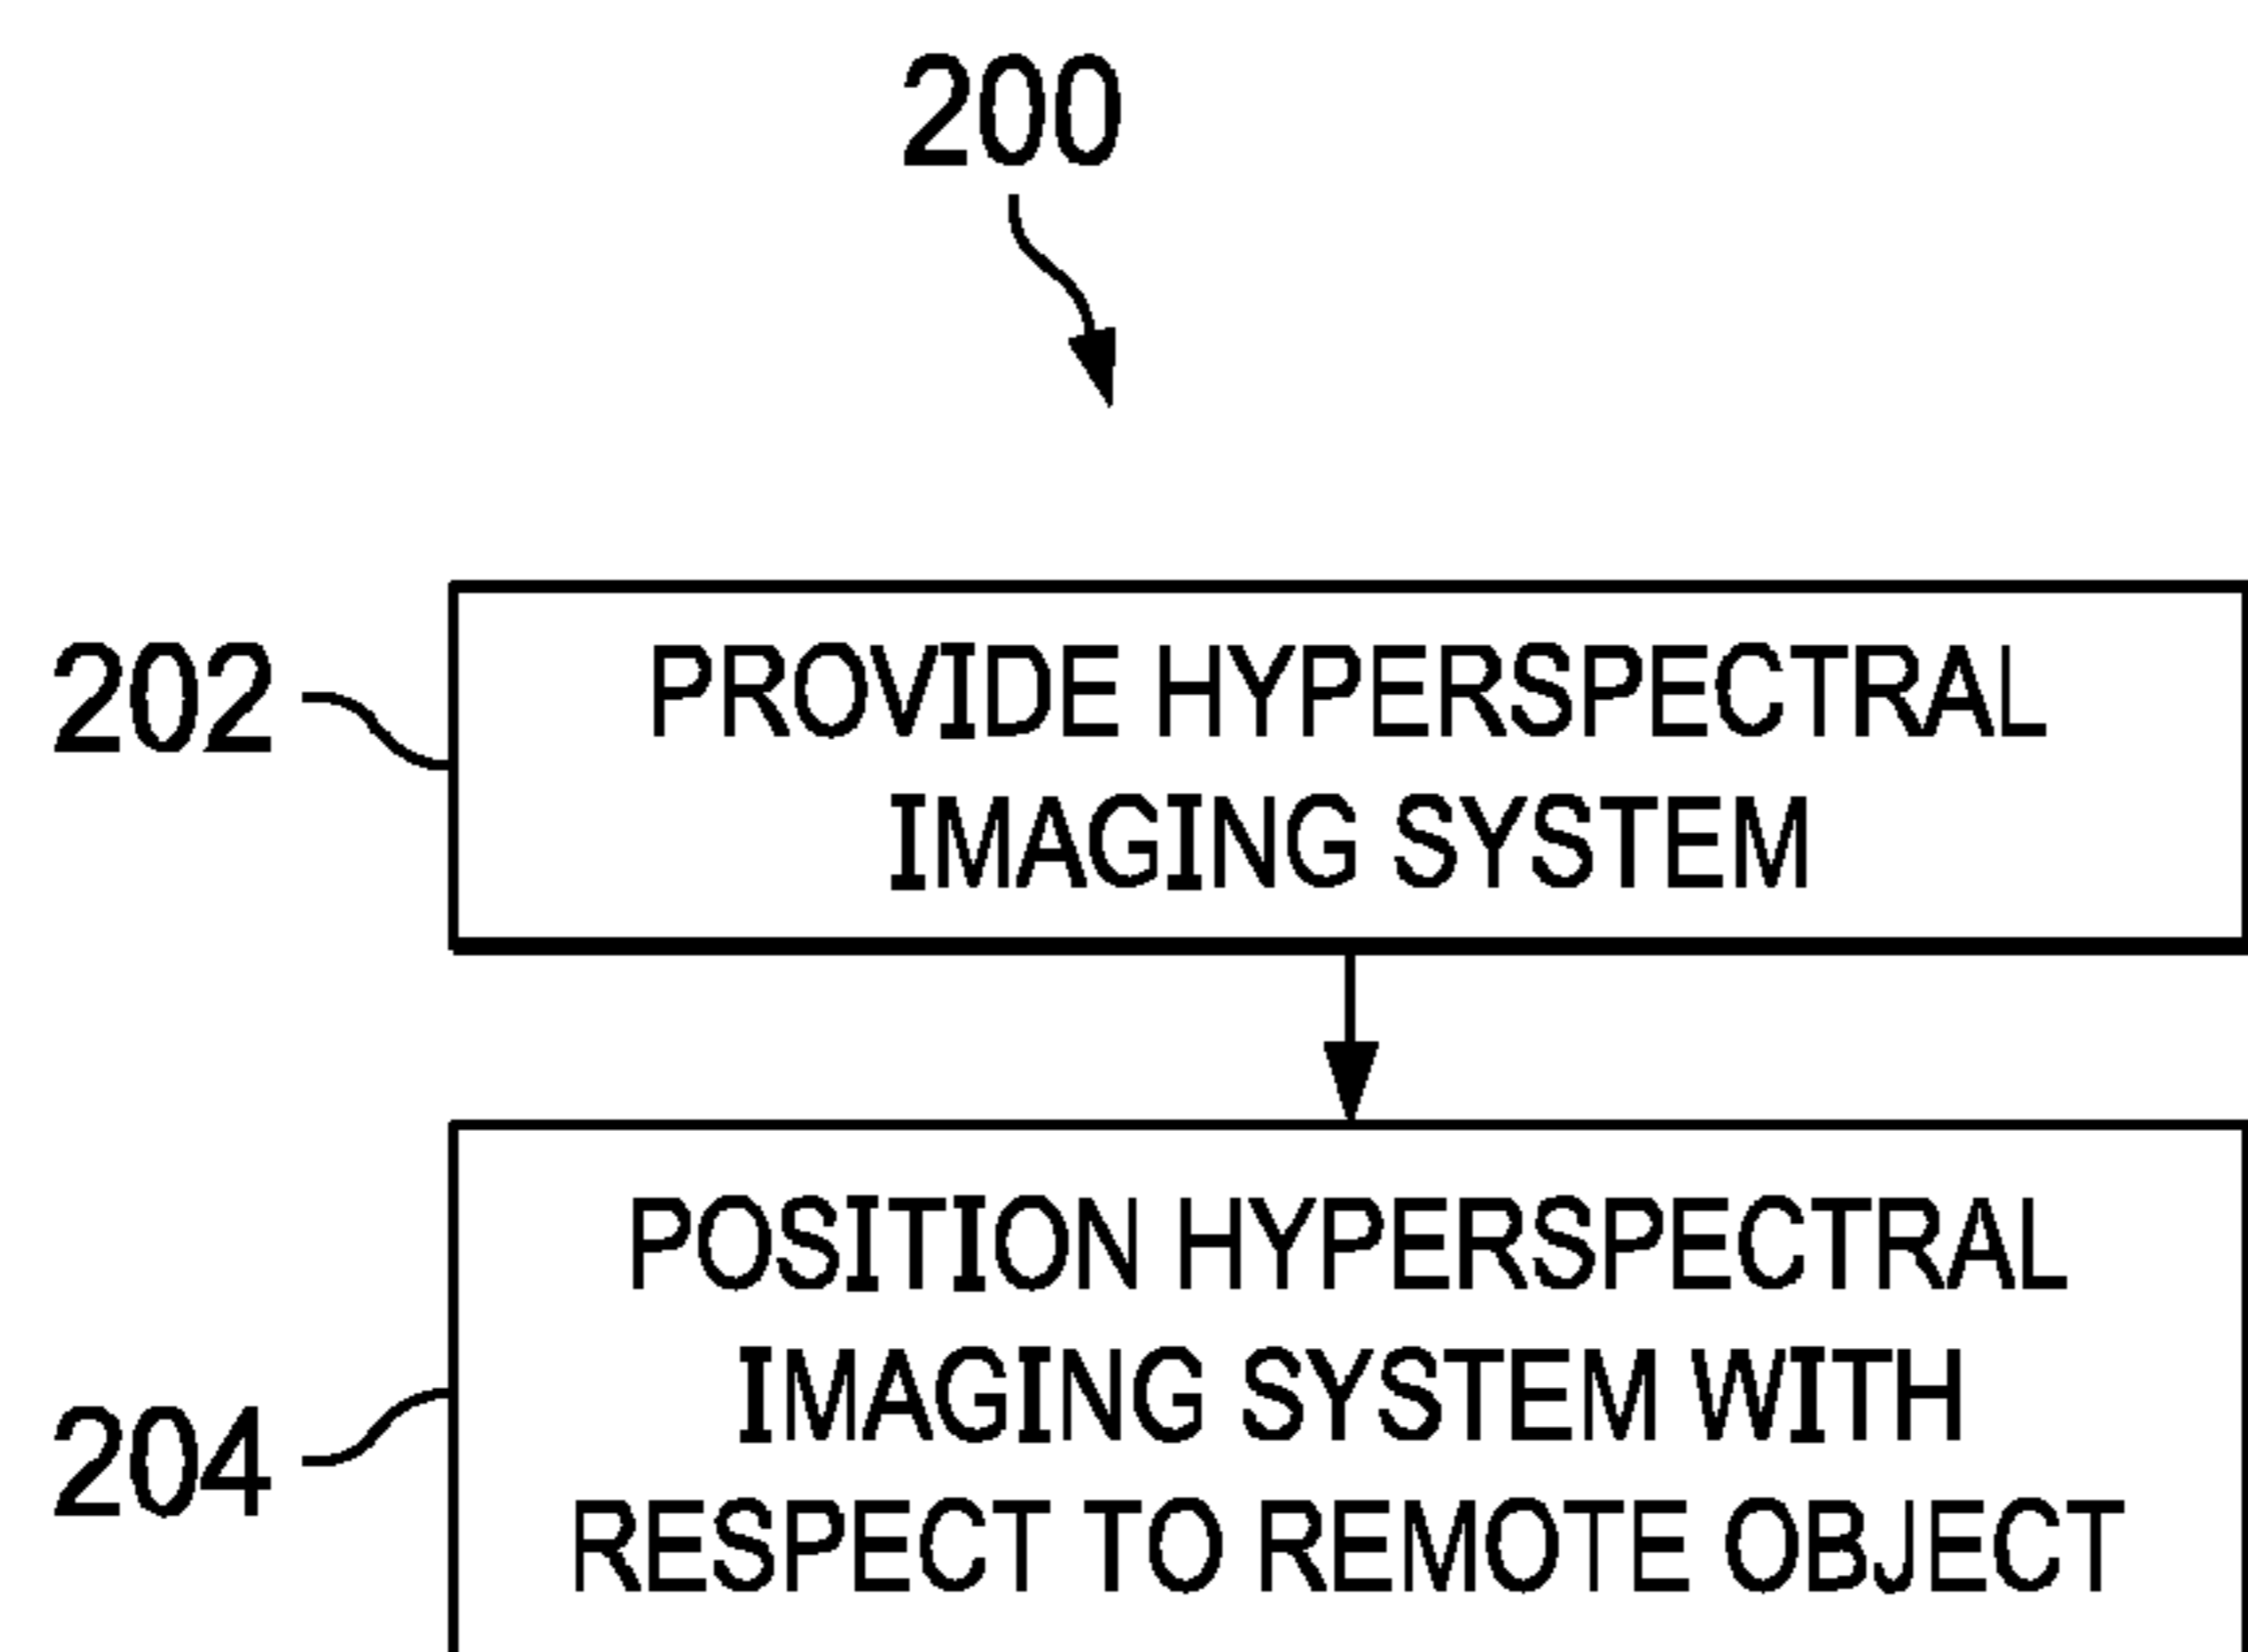 200
202
PROVIDE HYPERSPECTRAL
IMAGING SYSTEM
204
POSITION HYPERSPECTRAL
IMAGING SYSTEM WITH
RESPECT TO REMOTE OBJECT